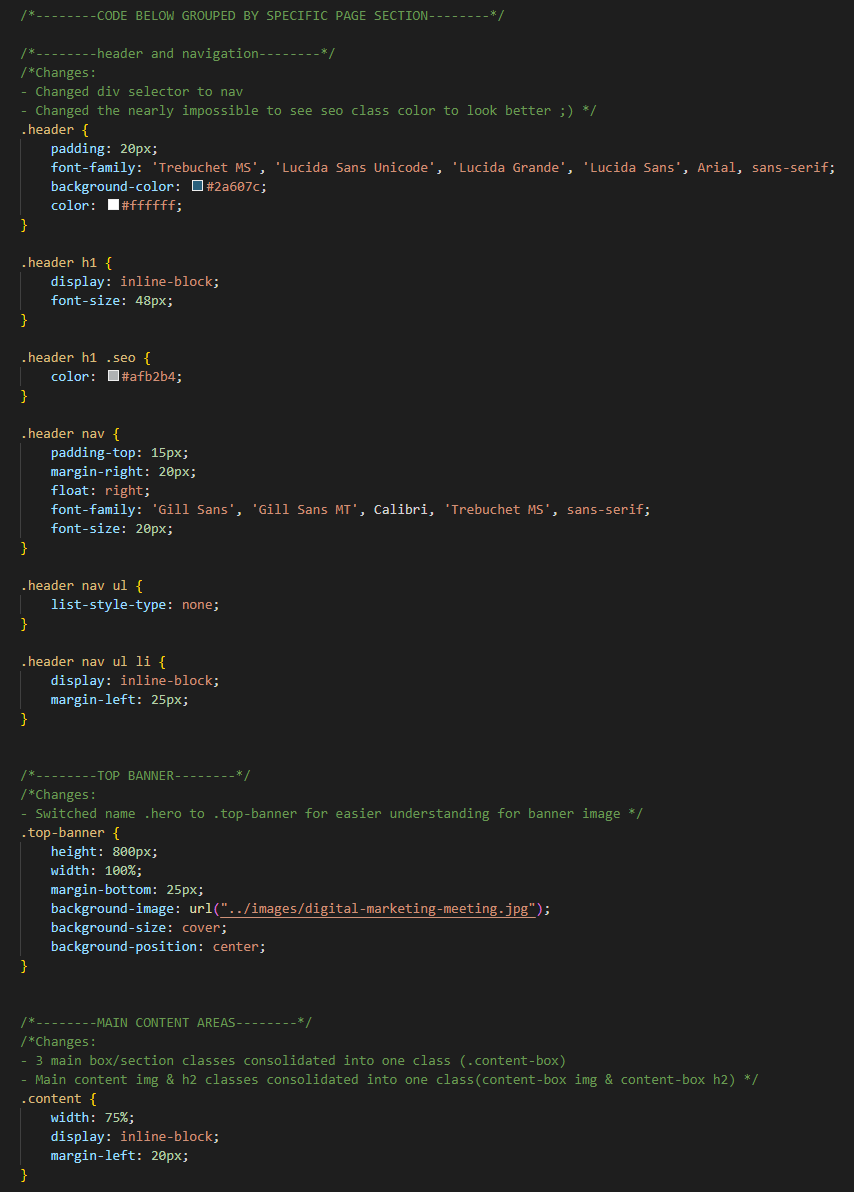 /*--------CODE BELOW GROUPED BY SPECIFIC PAGE SECTION--------*/

/*--------header and navigation--------*/
/*Changes:
- Changed div selector to nav
- Changed the nearly impossible to see seo class color to look better ;) */
.header {
    padding: 20px;
    font-family: 'Trebuchet MS', 'Lucida Sans Unicode', 'Lucida Grande', 'Lucida Sans', Arial, sans-serif;
    background-color: #2a607c;
    color: #ffffff;
}

.header h1 {
    display: inline-block;
    font-size: 48px;
}

.header h1 .seo {
    color: #afb2b4;
}

.header nav {
    padding-top: 15px;
    margin-right: 20px;
    float: right;
    font-family: 'Gill Sans', 'Gill Sans MT', Calibri, 'Trebuchet MS', sans-serif;
    font-size: 20px;
}

.header nav ul {
    list-style-type: none;
}

.header nav ul li {
    display: inline-block;
    margin-left: 25px;
}


/*--------TOP BANNER--------*/
/*Changes:
- Switched name .hero to .top-banner for easier understanding for banner image */
.top-banner {
    height: 800px;
    width: 100%;
    margin-bottom: 25px;
    background-image: url("../images/digital-marketing-meeting.jpg");
    background-size: cover;
    background-position: center;
}


/*--------MAIN CONTENT AREAS--------*/
/*Changes:
- 3 main box/section classes consolidated into one class (.content-box)
- Main content img & h2 classes consolidated into one class(content-box img & content-box h2) */
.content {
    width: 75%;
    display: inline-block;
    margin-left: 20px;
}